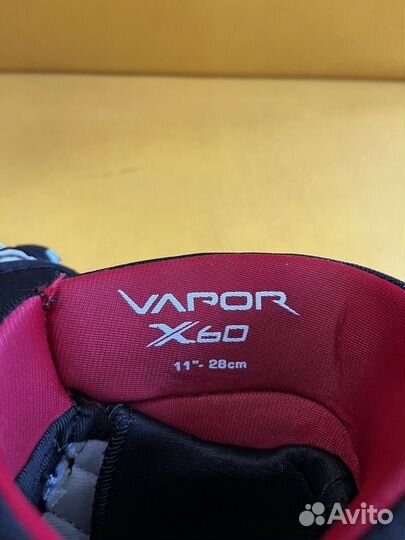 VAPOR
X60
11"- 28cm
Avito